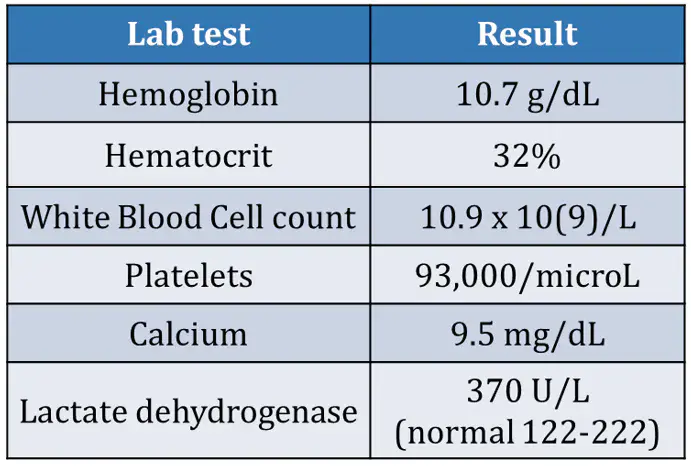 Lab test Result
Hemoglobin 10.7 g/dL
Hematocrit 32%
White Blood Cell count 10.9 x 10(9)/L
Platelets 93,000/microL
Calcium 9.5 mg/dL
Lactate dehydrogenase 370 U/L
(normal 122-222)